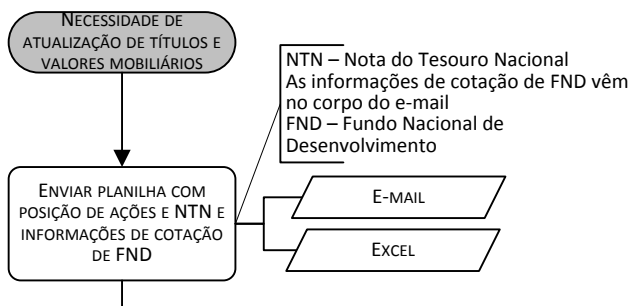 NECESSIDADE DE
ATUALIZAÇÃO DE TÍTULOS E
VALORES MOBILIÁRIOS
NTN – Nota do Tesouro Nacional
As informações de cotação de FND vêm
no corpo do e-mail
FND – Fundo Nacional de
Desenvolvimento
ENVIAR PLANILHA COM
POSIÇÃO DE AÇÕES E NTN E
INFORMAÇÕES DE COTAÇÃO
DE FND
E-MAIL
EXCEL